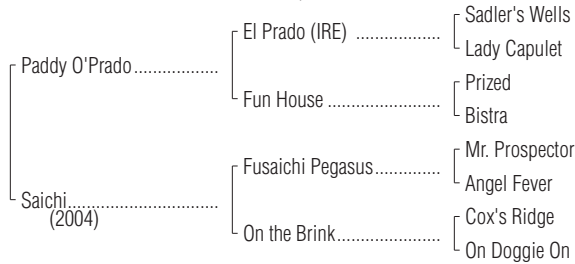 Sadler's Wells
El Prado (IRE) ..................
Lady Capulet
Paddy O'Prado.................
Prized
Fun House ........................
Bistra
Mr. Prospector
Fusaichi Pegasus..............
Angel Fever
Saichi..............................
(2004)
Cox's Ridge
On the Brink......................
On Doggie On